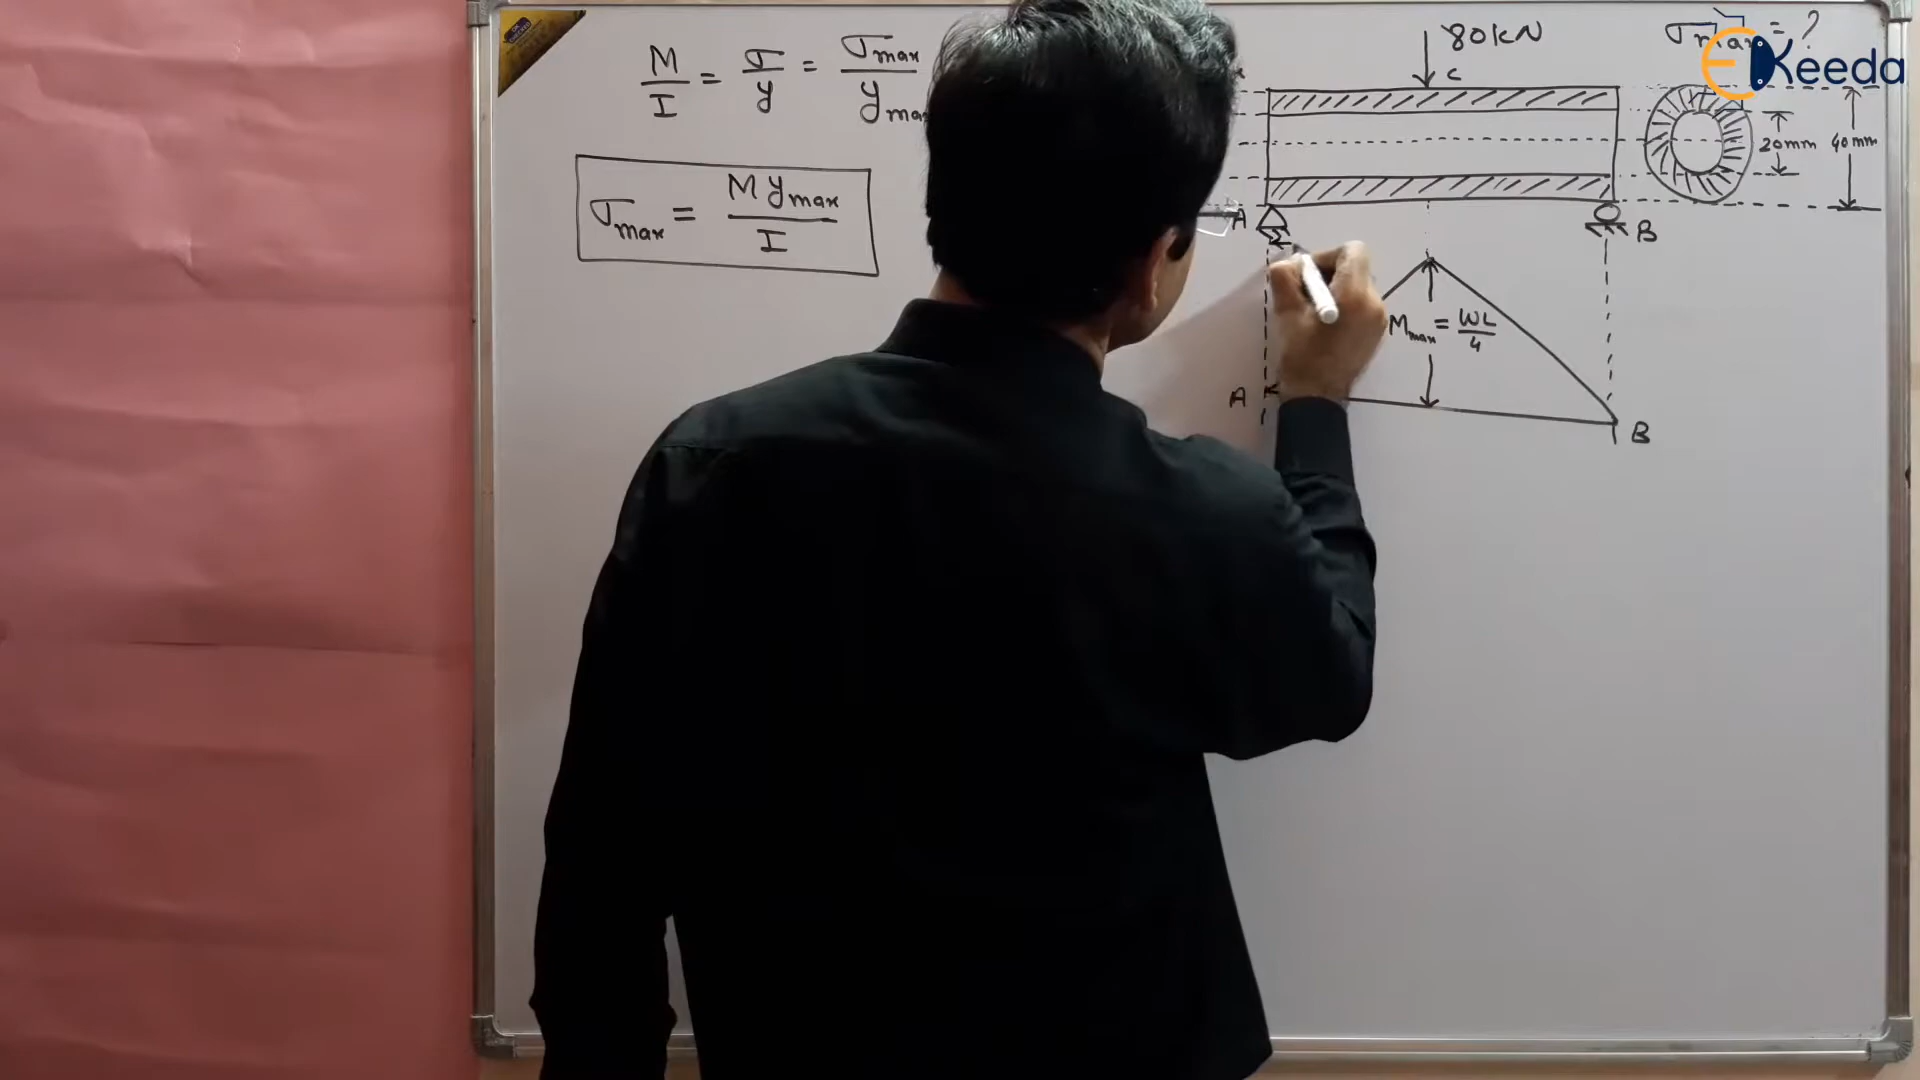 M/I = σ/y = σmax/ymax
σmax = M ymax/I
80kN
C
σmax = ?
EKeeda
20mm
40mm
A
B
Mmax = WL/4
A
B